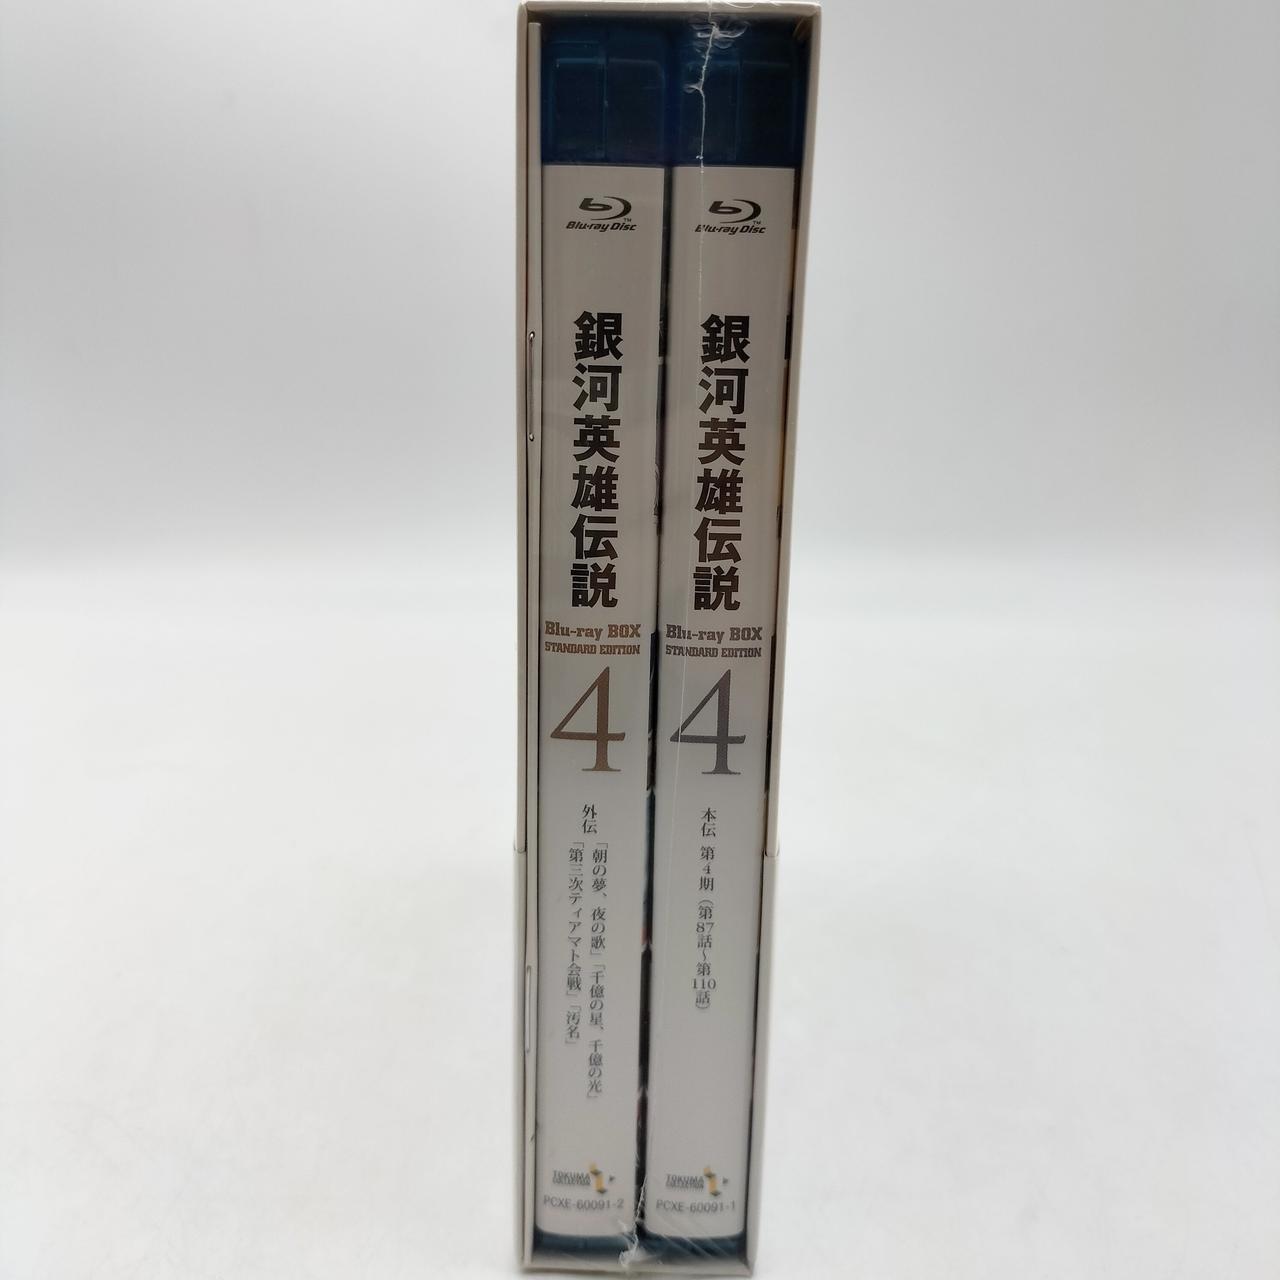 Blu-ray Disc
銀河英雄伝説
Blu-ray BOX
STANDARD EDITION
4
外伝
「朝の夢、夜の歌」「千億の星、千億の光」
「第三次ティアマト会戦」「汚名」
TOKUMA
COLLECTION
PCXE-60091-2
Blu-ray Disc
銀河英雄伝説
Blu-ray BOX
STANDARD EDITION
4
本伝 第4期（第87話～第110話）
TOKUMA
COLLECTION
PCXE-60091-1